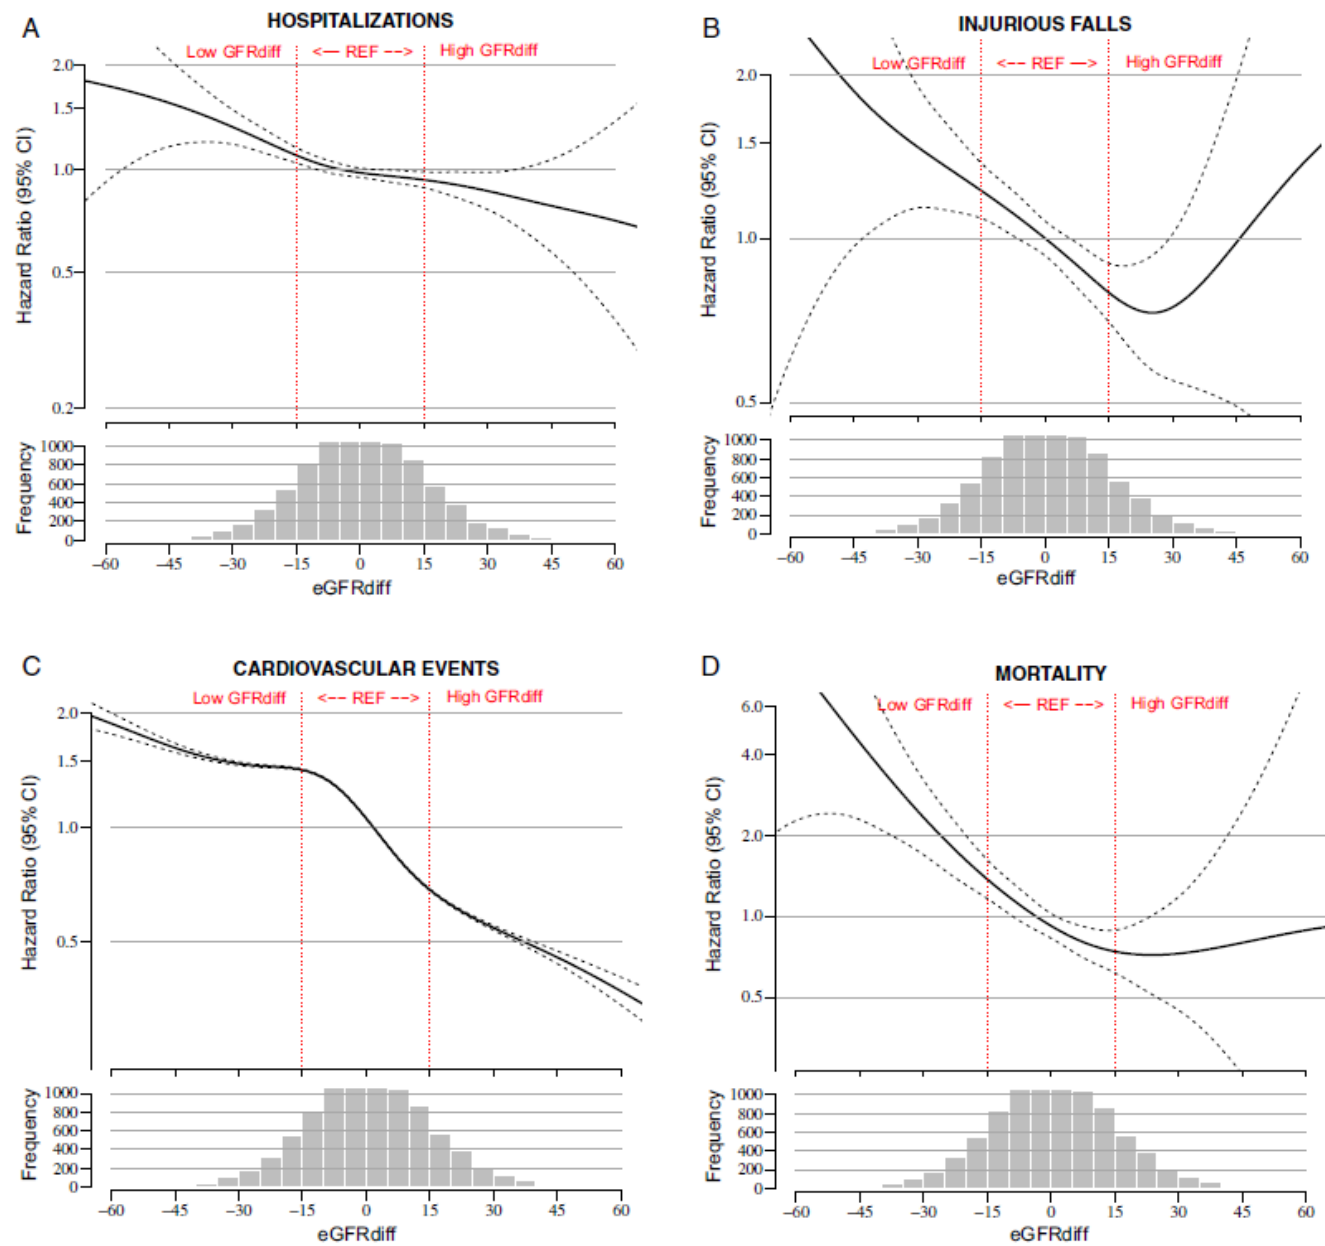 A
HOSPITALIZATIONS
Low GFRdiff <— REF --> High GFRdiff
2.0
1.5
1.0
0.5
0.2
Hazard Ratio (95% CI)
1000
800
600
400
200
0
Frequency
−60 −45 −30 −15 0 15 30 45 60
eGFRdiff
B
INJURIOUS FALLS
Low GFRdiff <-- REF —> High GFRdiff
2.0
1.5
1.0
0.5
Hazard Ratio (95% CI)
1000
800
600
400
200
0
Frequency
−60 −45 −30 −15 0 15 30 45 60
eGFRdiff
C
CARDIOVASCULAR EVENTS
Low GFRdiff <-- REF --> High GFRdiff
2.0
1.5
1.0
0.5
Hazard Ratio (95% CI)
1000
800
600
400
200
0
Frequency
−60 −45 −30 −15 0 15 30 45 60
eGFRdiff
D
MORTALITY
Low GFRdiff <— REF --> High GFRdiff
6.0
4.0
2.0
1.0
0.5
Hazard Ratio (95% CI)
1000
800
600
400
200
0
Frequency
−60 −45 −30 −15 0 15 30 45 60
eGFRdiff